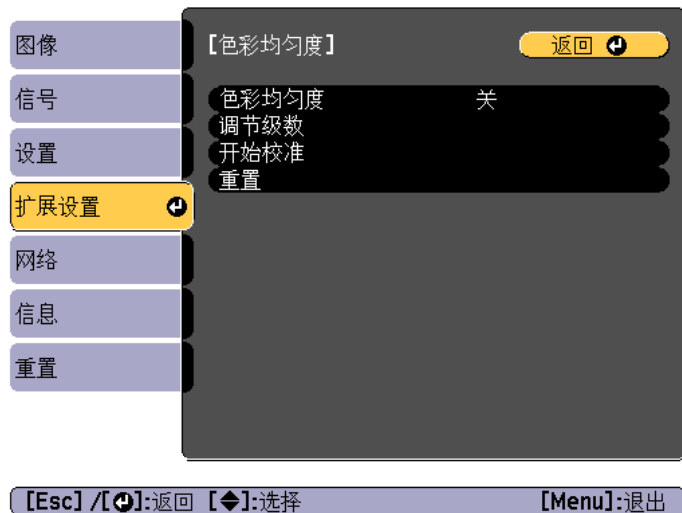 图像
信号
设置
扩展设置
网络
信息
重置
【色彩均匀度】
返回
色彩均匀度 关
调节级数
开始校准
重置
[Esc] /[]:返回 []:选择 [Menu]:退出